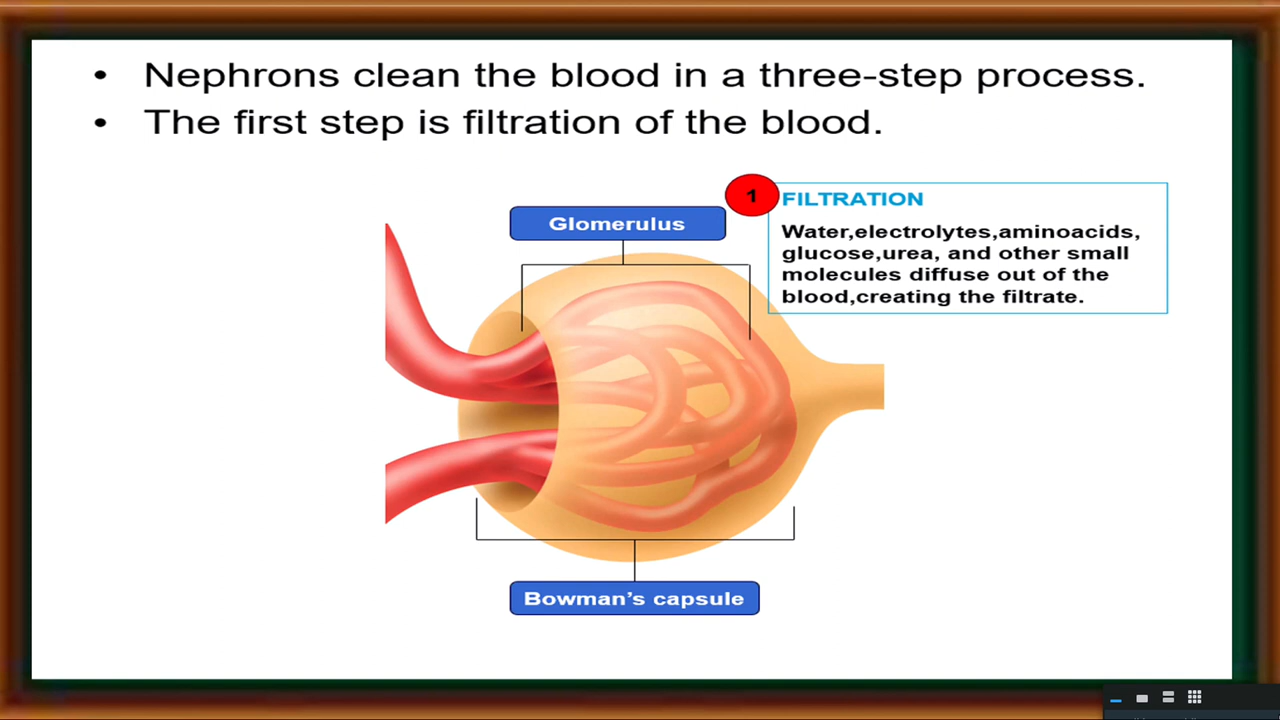 • Nephrons clean the blood in a three-step process.
• The first step is filtration of the blood.
1 FILTRATION
Water,electrolytes,aminoacids,
glucose,urea, and other small
molecules diffuse out of the
blood,creating the filtrate.
Glomerulus
Bowman’s capsule